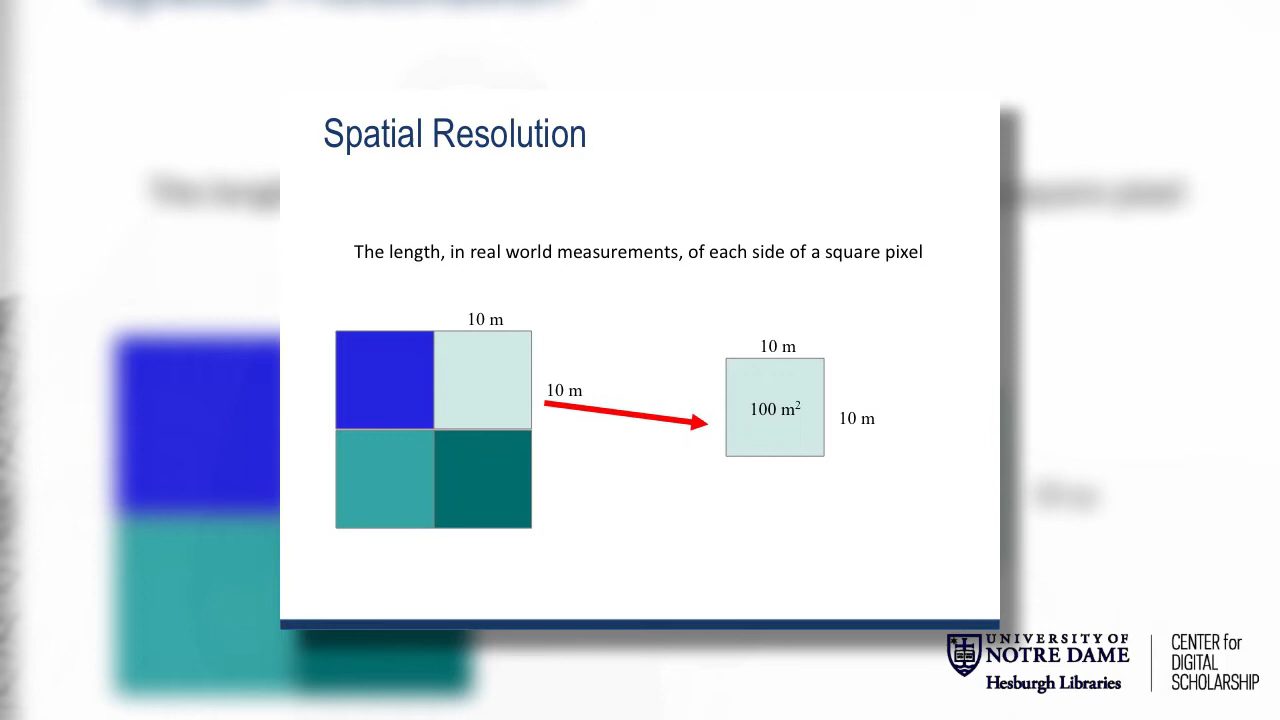 Spatial Resolution
The length, in real world measurements, of each side of a square pixel
10 m
10 m
10 m
100 m²
10 m
UNIVERSITY OF
NOTRE DAME
Hesburgh Libraries
CENTER for
DIGITAL
SCHOLARSHIP